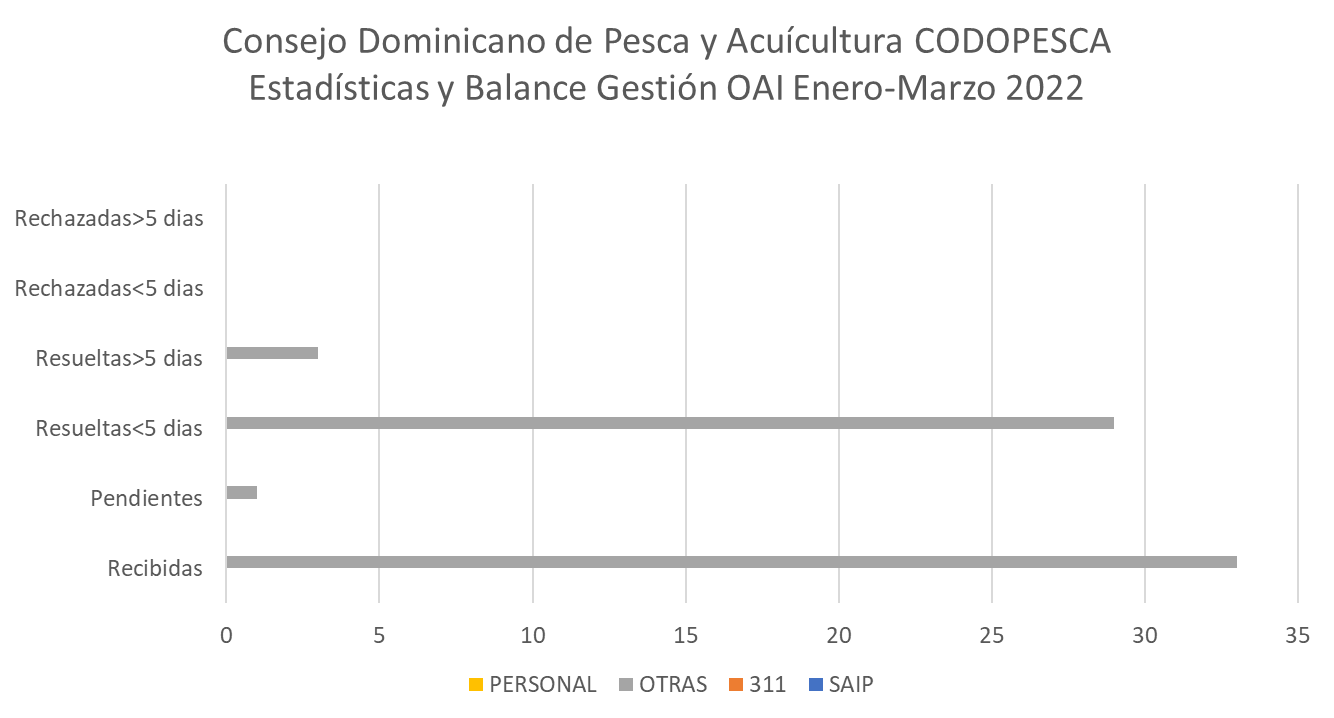 Consejo Dominicano de Pesca y Acuícultura CODOPESCA
Estadísticas y Balance Gestión OAI Enero-Marzo 2022
Rechazadas>5 dias
Rechazadas<5 dias
Resueltas>5 dias
Resueltas<5 dias
Pendientes
Recibidas
0 5 10 15 20 25 30 35
PERSONAL OTRAS 311 SAIP